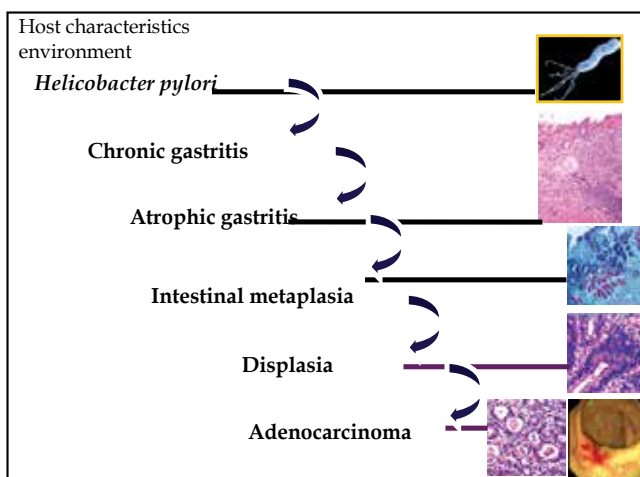 Host characteristics
environment
Helicobacter pylori
Chronic gastritis
Atrophic gastritis
Intestinal metaplasia
Displasia
Adenocarcinoma